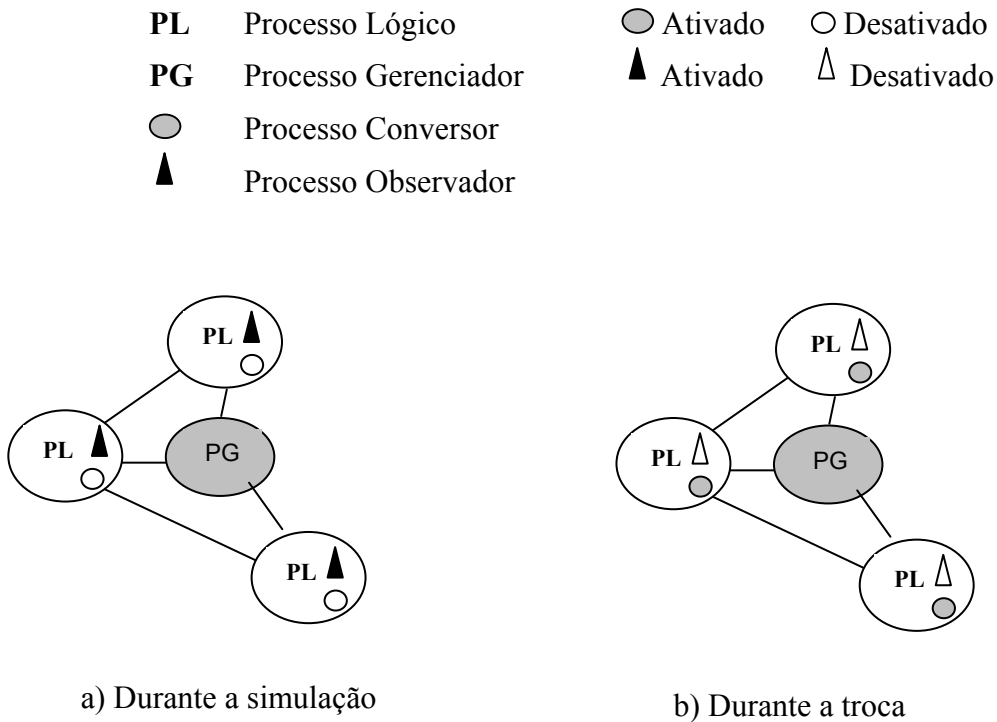 PL Processo Lógico
PG Processo Gerenciador
Processo Conversor
Processo Observador
Ativado Desativado
Ativado Desativado
PL
PL
PG
PL
a) Durante a simulação
PL
PL
PG
PL
b) Durante a troca